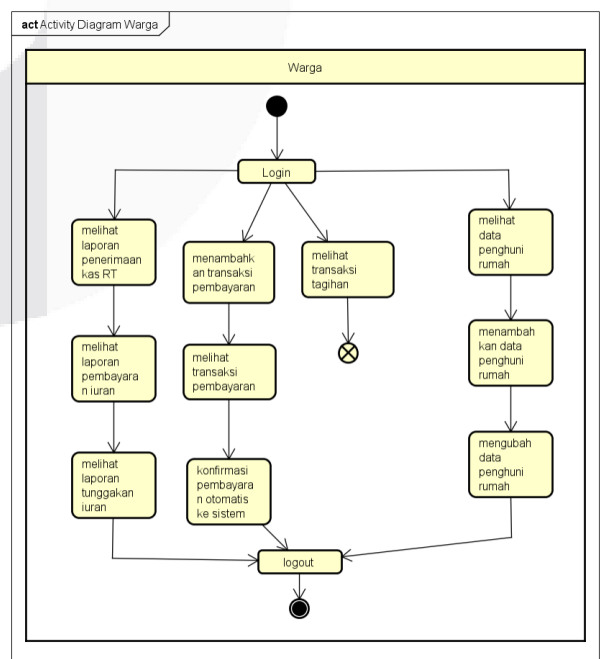 act Activity Diagram Warga
Warga
Login
melihat
laporan
penerimaan
kas RT
menambahk
an transaksi
pembayaran
melihat
transaksi
tagihan
melihat
data
penghuni
rumah
melihat
laporan
pembayara
n iuran
melihat
transaksi
pembayaran
menambah
kan data
penghuni
rumah
melihat
laporan
tunggakan
iuran
konfirmasi
pembayara
n otomatis
ke sistem
mengubah
data
penghuni
rumah
logout